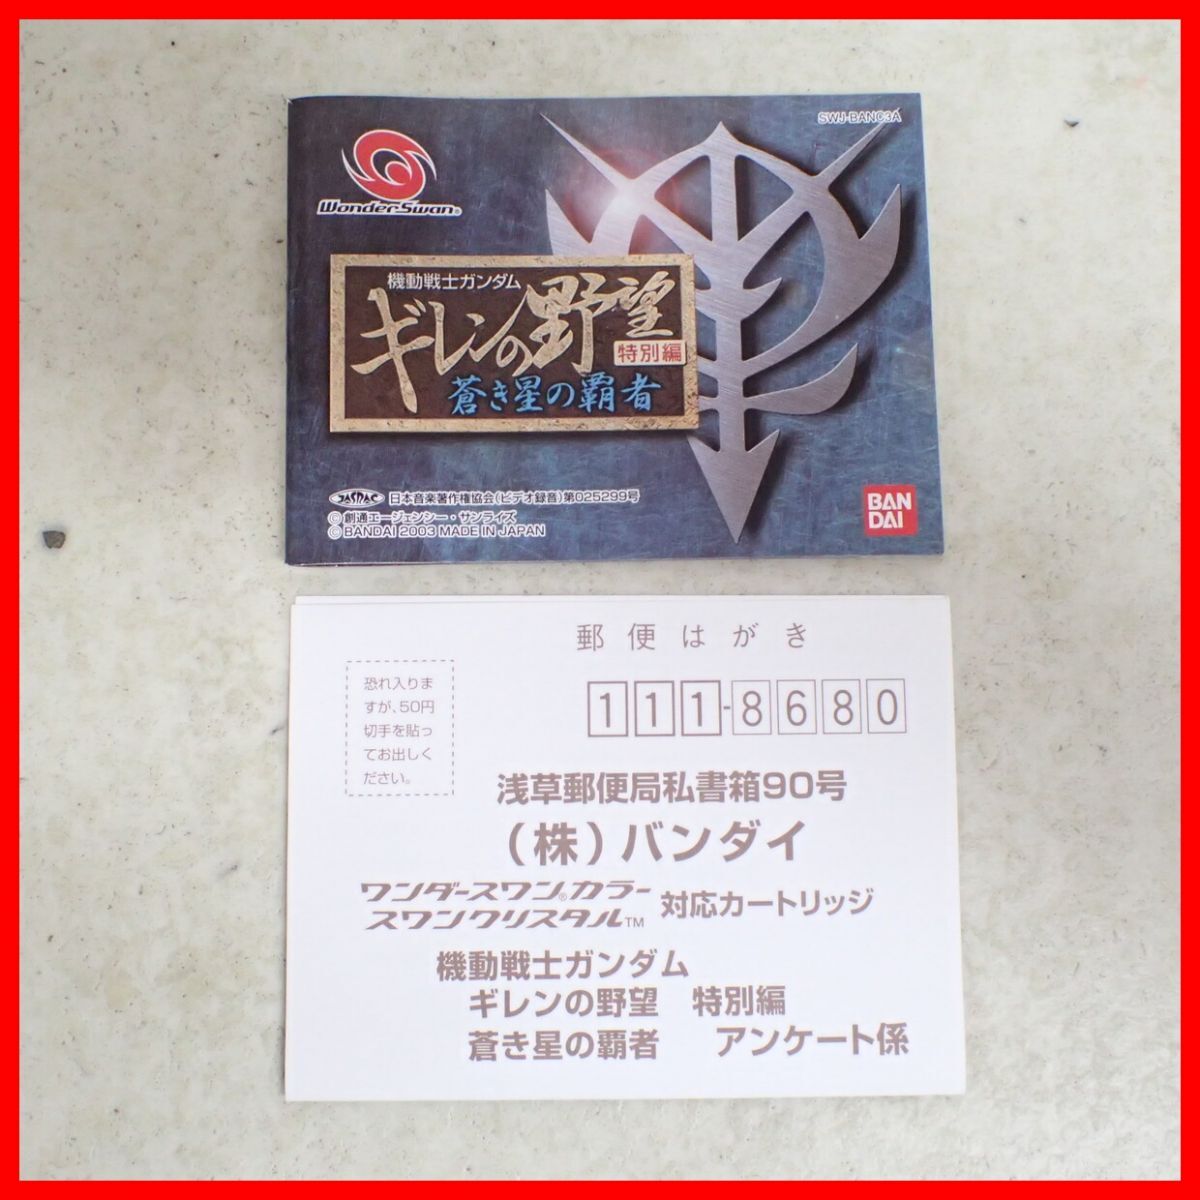 SWJ-BANC3A
WonderSwan®
機動戦士ガンダム
ギレンの野望
特別編
蒼き星の覇者
JASRAC 日本音楽著作権協会(ビデオ録音)第025299号
© 創通エージェンシー・サンライズ
© BANDAI 2003 MADE IN JAPAN
BAN
DAI
郵便はがき
恐れ入りま
すが、50円
切手を貼っ
てお出しく
ださい。
111-8680
浅草郵便局私書箱90号
(株)バンダイ
ワンダースワン®カラー
スワンクリスタル™ 対応カートリッジ
機動戦士ガンダム
ギレンの野望 特別編
蒼き星の覇者 アンケート係